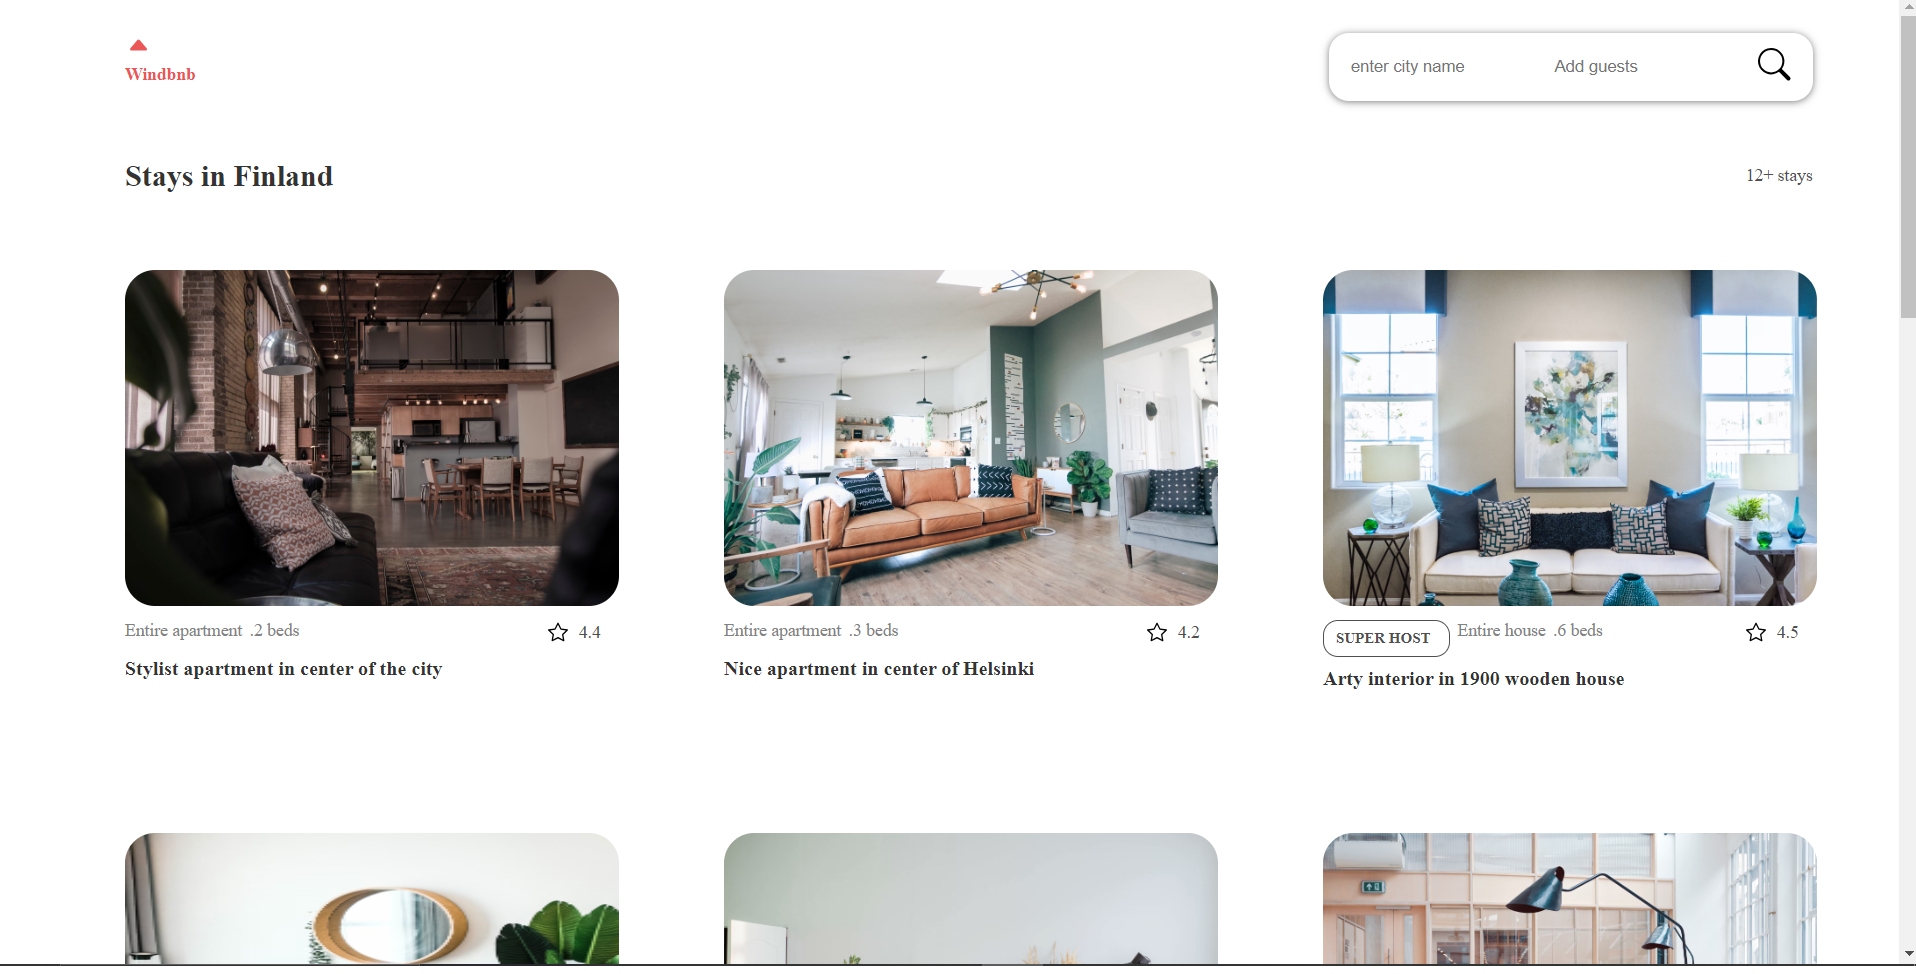 Windbnb
enter city name Add guests
Stays in Finland
12+ stays
Entire apartment .2 beds 4.4
Stylist apartment in center of the city
Entire apartment .3 beds 4.2
Nice apartment in center of Helsinki
SUPER HOST Entire house .6 beds 4.5
Arty interior in 1900 wooden house